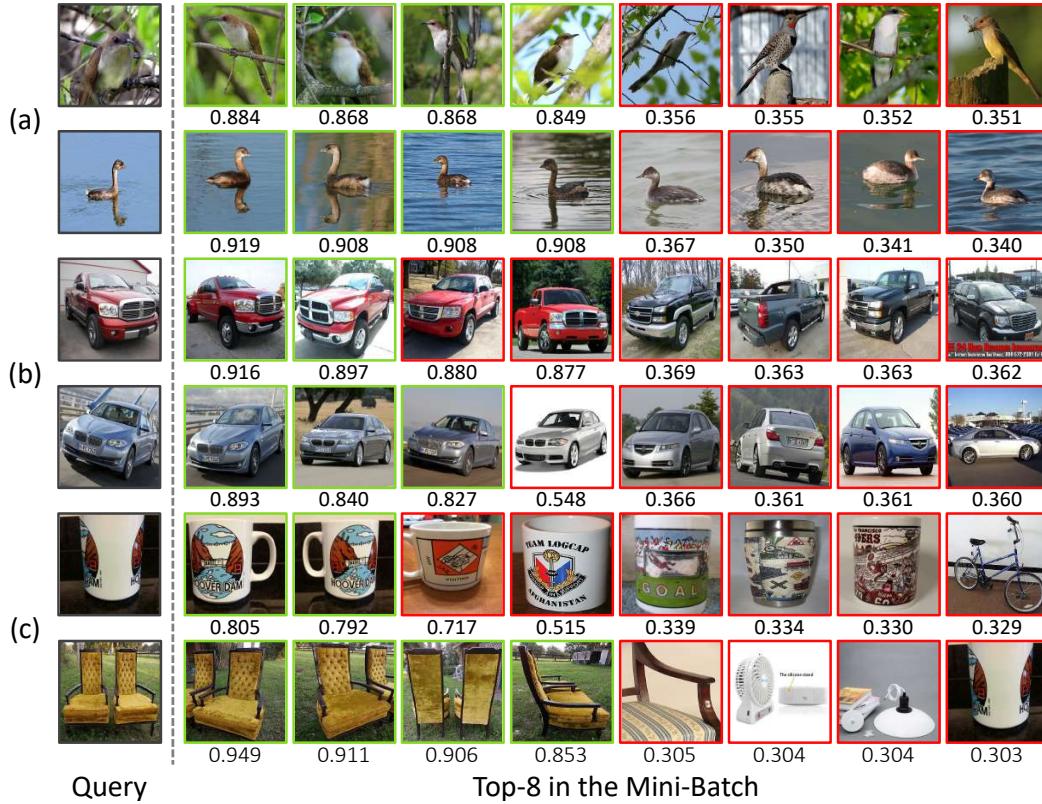 0.884 0.868 0.868 0.849 0.356 0.355 0.352 0.351
(a)
0.919 0.908 0.908 0.908 0.367 0.350 0.341 0.340
0.916 0.897 0.880 0.877 0.369 0.363 0.363 0.362
(b)
0.893 0.840 0.827 0.548 0.366 0.361 0.361 0.360
HOOVER DAM
HOOVER DAM
TEAM LOGCAP
AFGHANISTAN
GOAL
0.805 0.792 0.717 0.515 0.339 0.334 0.330 0.329
(c)
The silicone stand
0.949 0.911 0.906 0.853 0.305 0.304 0.304 0.303
Query Top-8 in the Mini-Batch